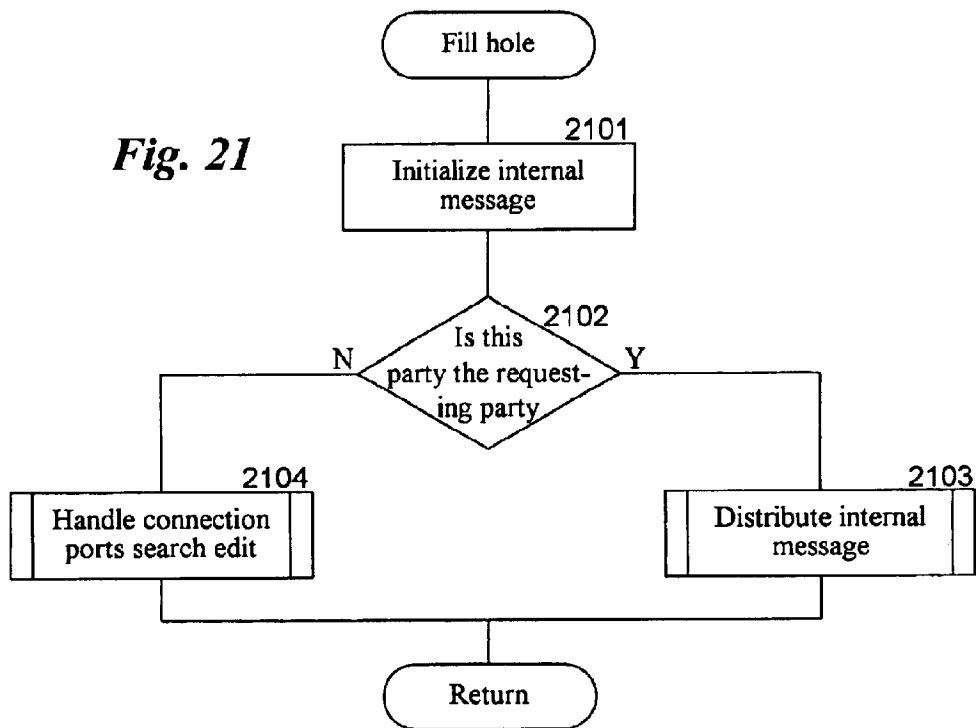 Fill hole
Fig. 21
2101
Initialize internal
message
2102
Is this
party the request-
ing party
N
Y
2104
Handle connection
ports search edit
2103
Distribute internal
message
Return